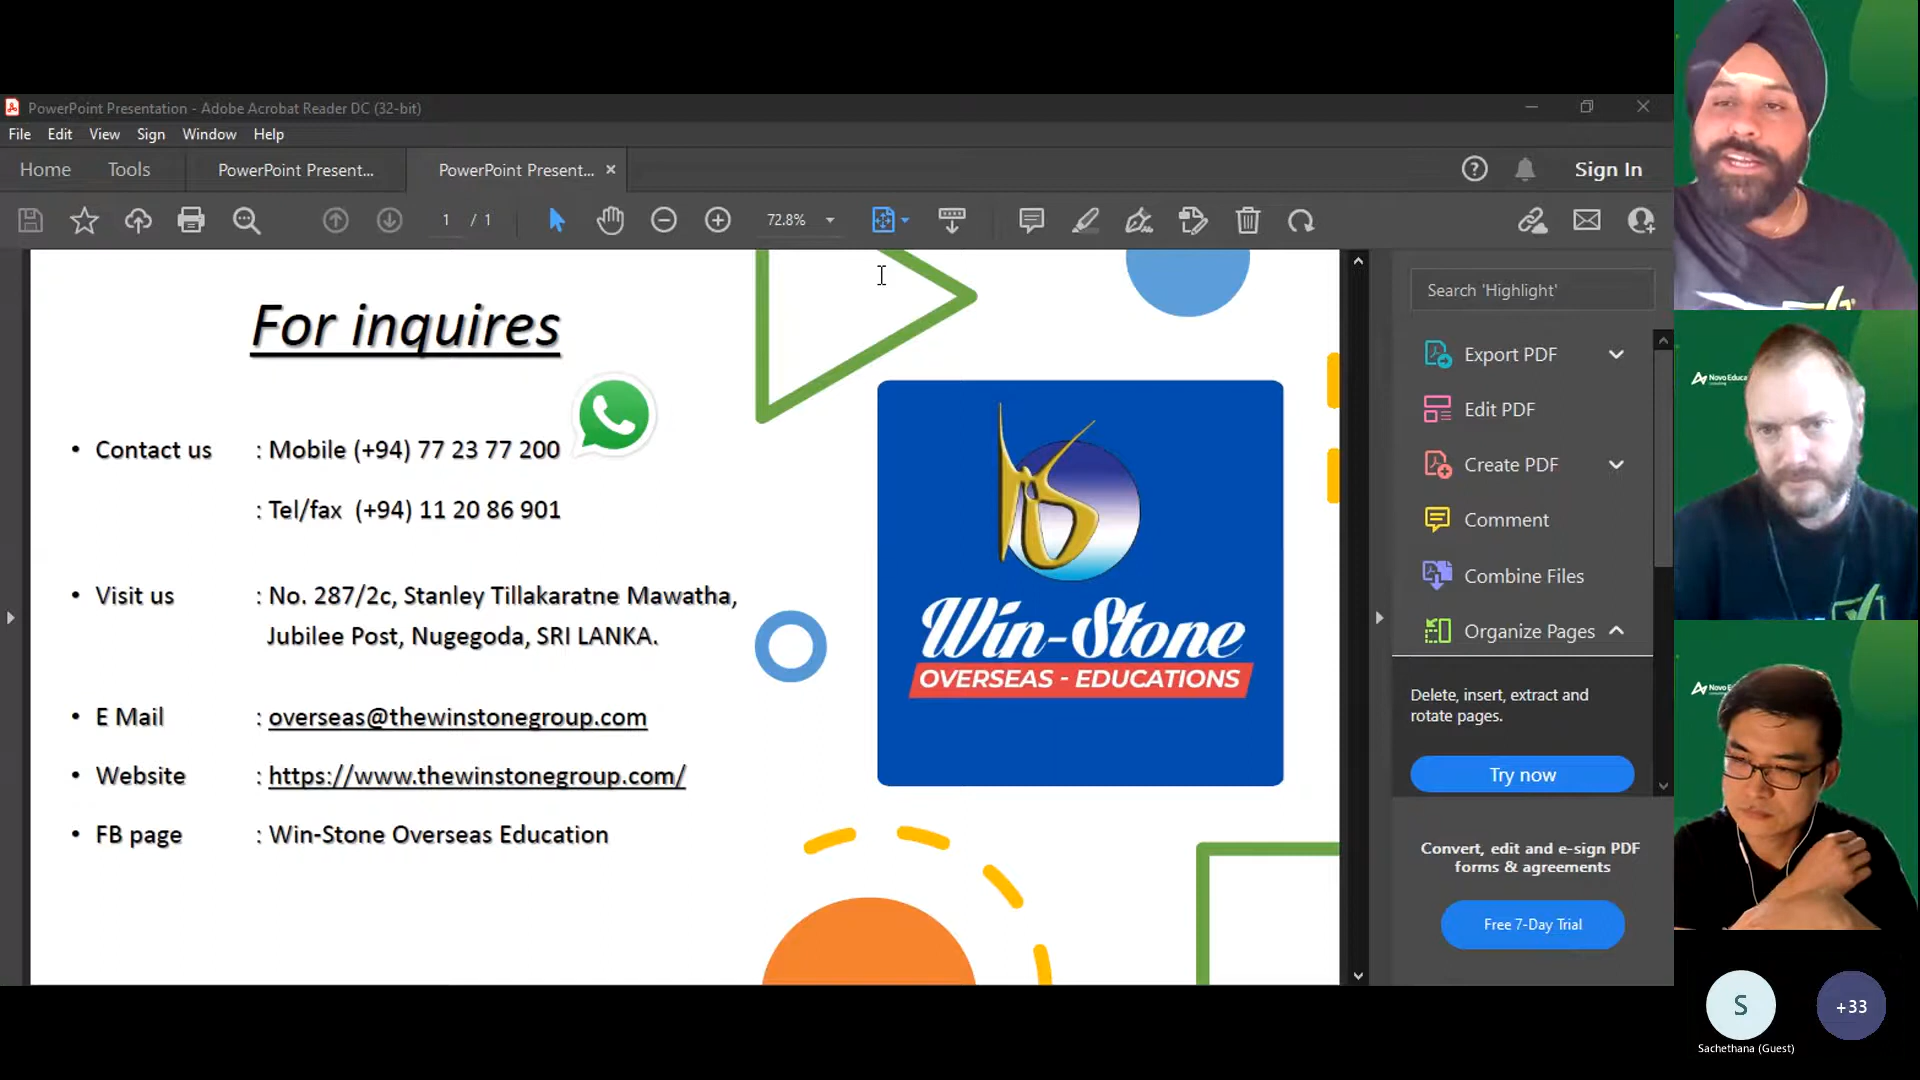 PowerPoint Presentation - Adobe Acrobat Reader DC (32-bit)
File Edit View Sign Window Help
Home Tools PowerPoint Present... PowerPoint Present... Sign In
1 / 1 72.8%
For inquires
• Contact us : Mobile (+94) 77 23 77 200
: Tel/fax (+94) 11 20 86 901
• Visit us : No. 287/2c, Stanley Tillakaratne Mawatha,
Jubilee Post, Nugegoda, SRI LANKA.
• E Mail : overseas@thewinstonegroup.com
• Website : https://www.thewinstonegroup.com/
• FB page : Win-Stone Overseas Education
Win-Stone
OVERSEAS - EDUCATIONS
Search 'Highlight'
Export PDF
Edit PDF
Create PDF
Comment
Combine Files
Organize Pages
Delete, insert, extract and
rotate pages.
Try now
Convert, edit and e-sign PDF
forms & agreements
Free 7-Day Trial
Novo Educa
Novo E
S
+33
Sachethana (Guest)